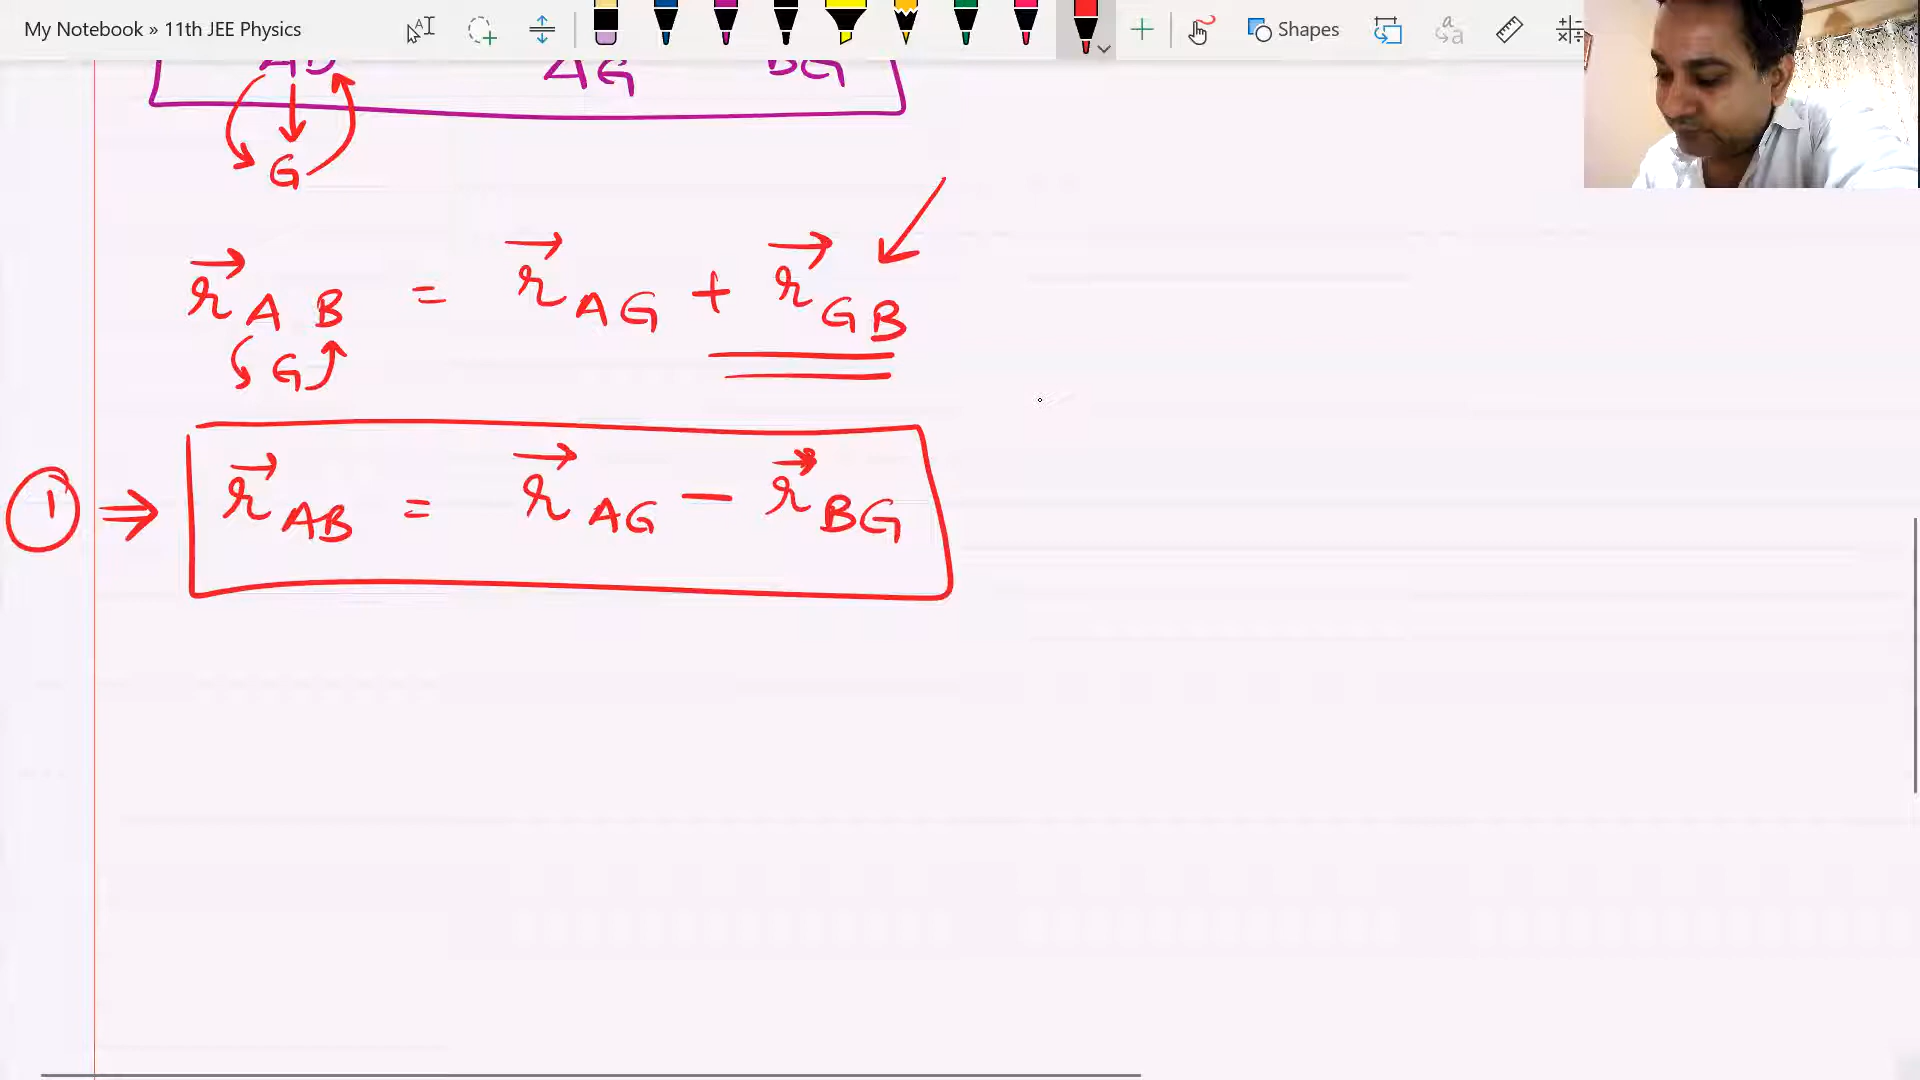 My Notebook » 11th JEE Physics
Shapes
AB AG BG
G
r⃗ A B = r⃗ AG + r⃗ GB
G
① ⇒ r⃗ AB = r⃗ AG − r⃗ BG